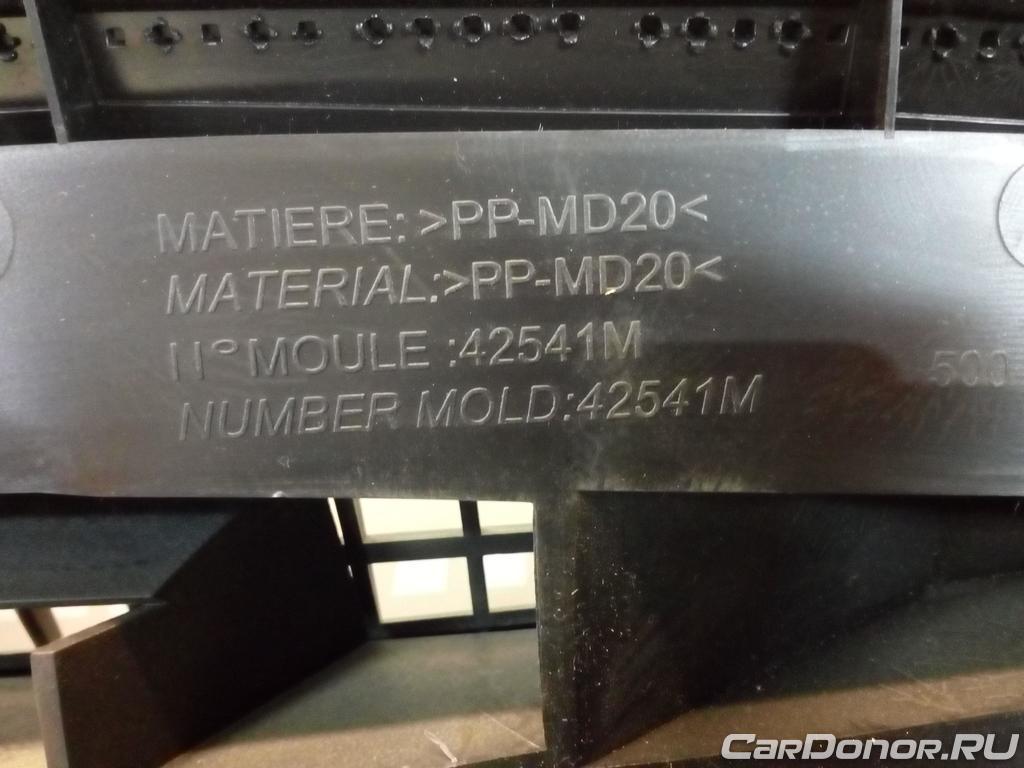 MATIERE: >PP-MD20<
MATERIAL:>PP-MD20<
N° MOULE :42541M
500
NUMBER MOLD:42541M
CarDonor.RU